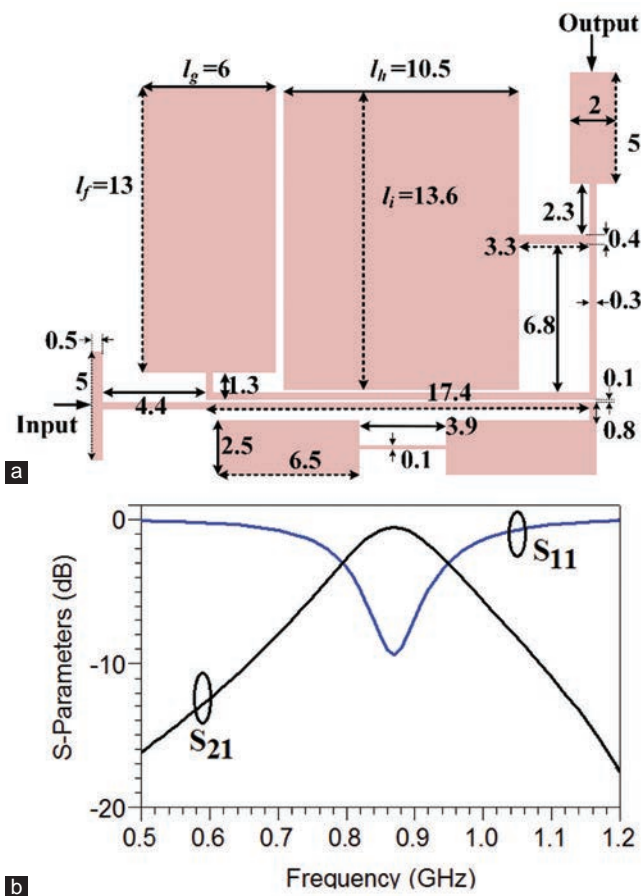 Output
l_g=6
l_h=10.5
2
5
l_f=13
l_i=13.6
2.3
0.4
3.3
0.3
6.8
0.5
5
1.3
0.1
17.4
4.4
Input
0.8
3.9
2.5
6.5
0.1
a
0
-10
-20
S-Parameters (dB)
S11
S21
0.5 0.6 0.7 0.8 0.9 1.0 1.1 1.2
Frequency (GHz)
b